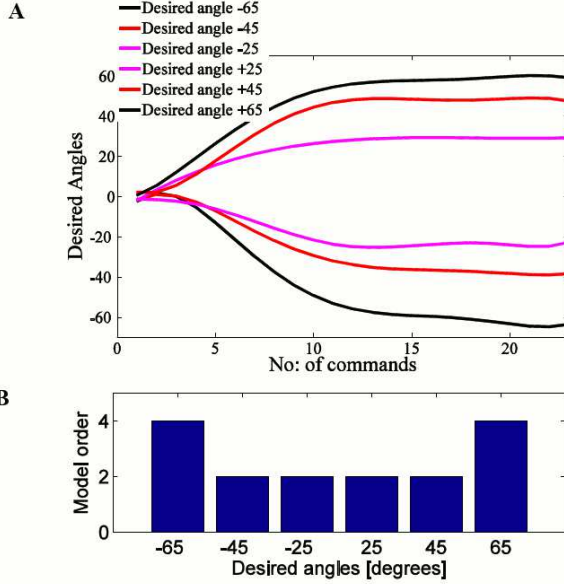 A
Desired angle -65
Desired angle -45
Desired angle -25
Desired angle +25
Desired angle +45
Desired angle +65
60
40
20
0
-20
-40
-60
Desired Angles
0 5 10 15 20
No: of commands
B
4
2
0
Model order
-65 -45 -25 25 45 65
Desired angles [degrees]